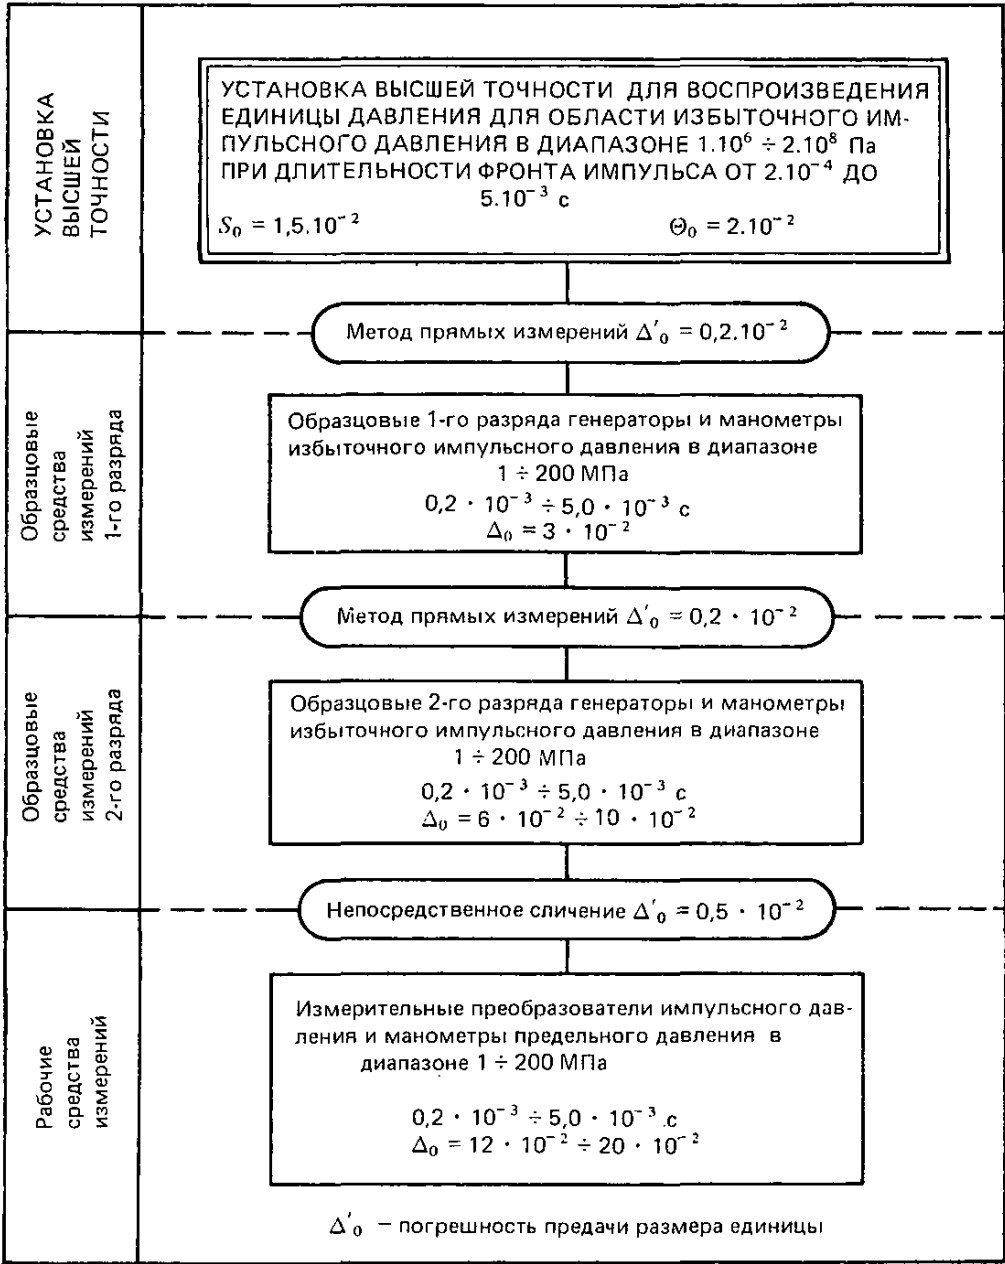 УСТАНОВКА
ВЫСШЕЙ
ТОЧНОСТИ
УСТАНОВКА ВЫСШЕЙ ТОЧНОСТИ ДЛЯ ВОСПРОИЗВЕДЕНИЯ
ЕДИНИЦЫ ДАВЛЕНИЯ ДЛЯ ОБЛАСТИ ИЗБЫТОЧНОГО ИМ-
ПУЛЬСНОГО ДАВЛЕНИЯ В ДИАПАЗОНЕ 1.10⁶ ÷ 2.10⁸ Па
ПРИ ДЛИТЕЛЬНОСТИ ФРОНТА ИМПУЛЬСА ОТ 2.10⁻⁴ ДО
5.10⁻³ с
S₀ = 1,5.10⁻² Θ₀ = 2.10⁻²
Метод прямых измерений Δ′₀ = 0,2.10⁻²
Образцовые
средства
измерений
1-го разряда
Образцовые 1-го разряда генераторы и манометры
избыточного импульсного давления в диапазоне
1 ÷ 200 МПа
0,2 · 10⁻³ ÷ 5,0 · 10⁻³ с
Δ₀ = 3 · 10⁻²
Метод прямых измерений Δ′₀ = 0,2 · 10⁻²
Образцовые
средства
измерений
2-го разряда
Образцовые 2-го разряда генераторы и манометры
избыточного импульсного давления в диапазоне
1 ÷ 200 МПа
0,2 · 10⁻³ ÷ 5,0 · 10⁻³ с
Δ₀ = 6 · 10⁻² ÷ 10 · 10⁻²
Непосредственное сличение Δ′₀ = 0,5 · 10⁻²
Рабочие
средства
измерений
Измерительные преобразователи импульсного дав-
ления и манометры предельного давления в
диапазоне 1 ÷ 200 МПа
0,2 · 10⁻³ ÷ 5,0 · 10⁻³ с
Δ₀ = 12 · 10⁻² ÷ 20 · 10⁻²
Δ′₀ – погрешность передачи размера единицы